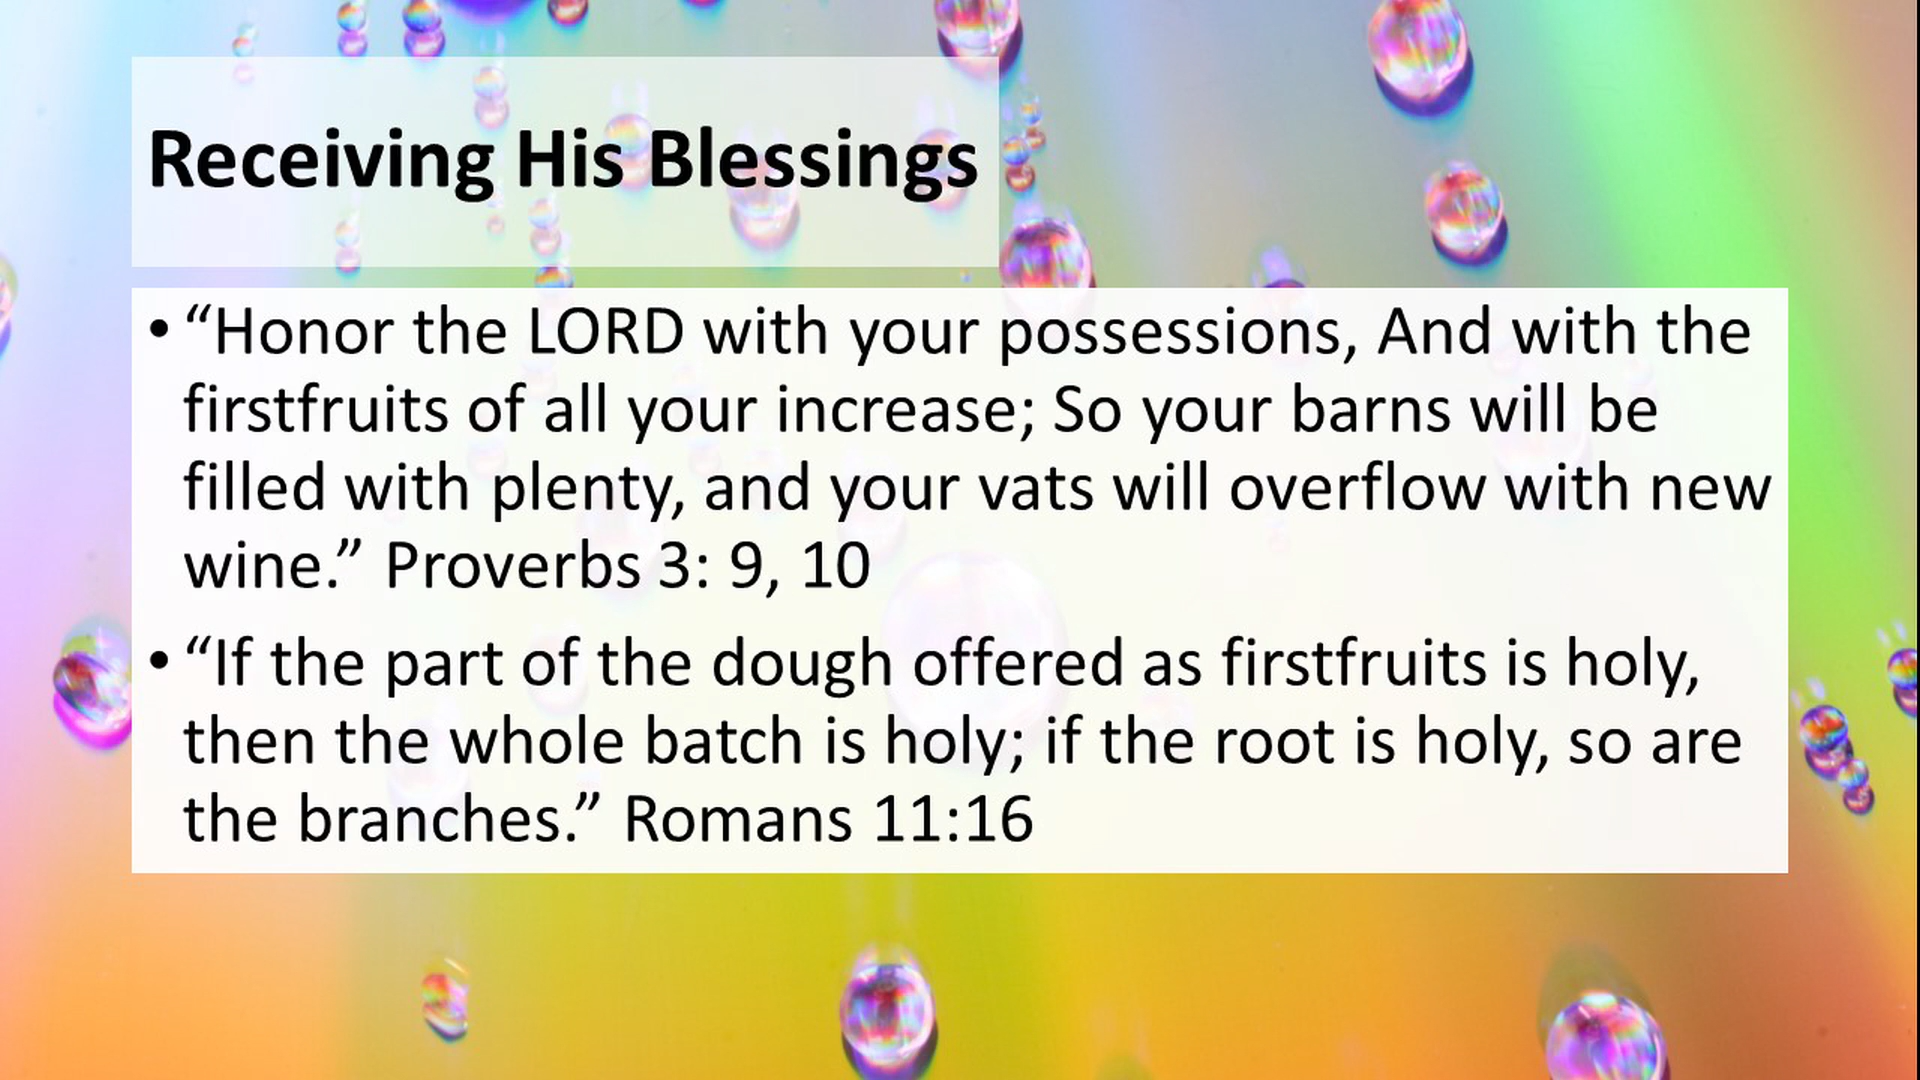 Receiving His Blessings
• “Honor the LORD with your possessions, And with the
firstfruits of all your increase; So your barns will be
filled with plenty, and your vats will overflow with new
wine.” Proverbs 3: 9, 10
• “If the part of the dough offered as firstfruits is holy,
then the whole batch is holy; if the root is holy, so are
the branches.” Romans 11:16